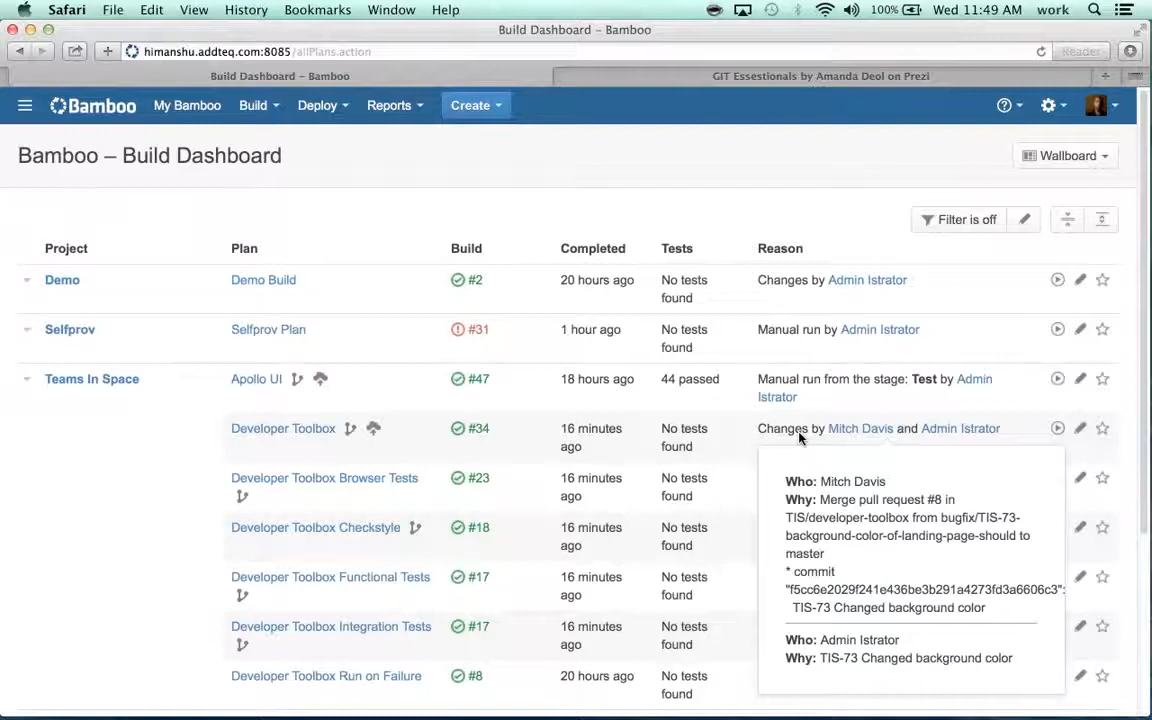 Safari File Edit View History Bookmarks Window Help 100% Wed 11:49 AM work
Build Dashboard – Bamboo
himanshu.addteq.com:8085/allPlans.action Reader
Build Dashboard – Bamboo GIT Essestionals by Amanda Deol on Prezi
Bamboo My Bamboo Build Deploy Reports Create
Bamboo – Build Dashboard Wallboard
Filter is off
Project Plan Build Completed Tests Reason
Demo Demo Build #2 20 hours ago No tests Changes by Admin Istrator
found
Selfprov Selfprov Plan #31 1 hour ago No tests Manual run by Admin Istrator
found
Teams In Space Apollo UI #47 18 hours ago 44 passed Manual run from the stage: Test by Admin
Istrator
Developer Toolbox #34 16 minutes No tests Changes by Mitch Davis and Admin Istrator
ago found
Developer Toolbox Browser Tests #23 16 minutes No tests
ago found
Developer Toolbox Checkstyle #18 16 minutes No tests
ago found
Developer Toolbox Functional Tests #17 16 minutes No tests
ago found
Developer Toolbox Integration Tests #17 16 minutes No tests
ago found
Developer Toolbox Run on Failure #8 20 hours ago No tests
found
Who: Mitch Davis
Why: Merge pull request #8 in
TIS/developer-toolbox from bugfix/TIS-73-
background-color-of-landing-page-should to
master
* commit
"f5cc6e2029f241e436be3b291a4273fd3a6606c3":
TIS-73 Changed background color
Who: Admin Istrator
Why: TIS-73 Changed background color